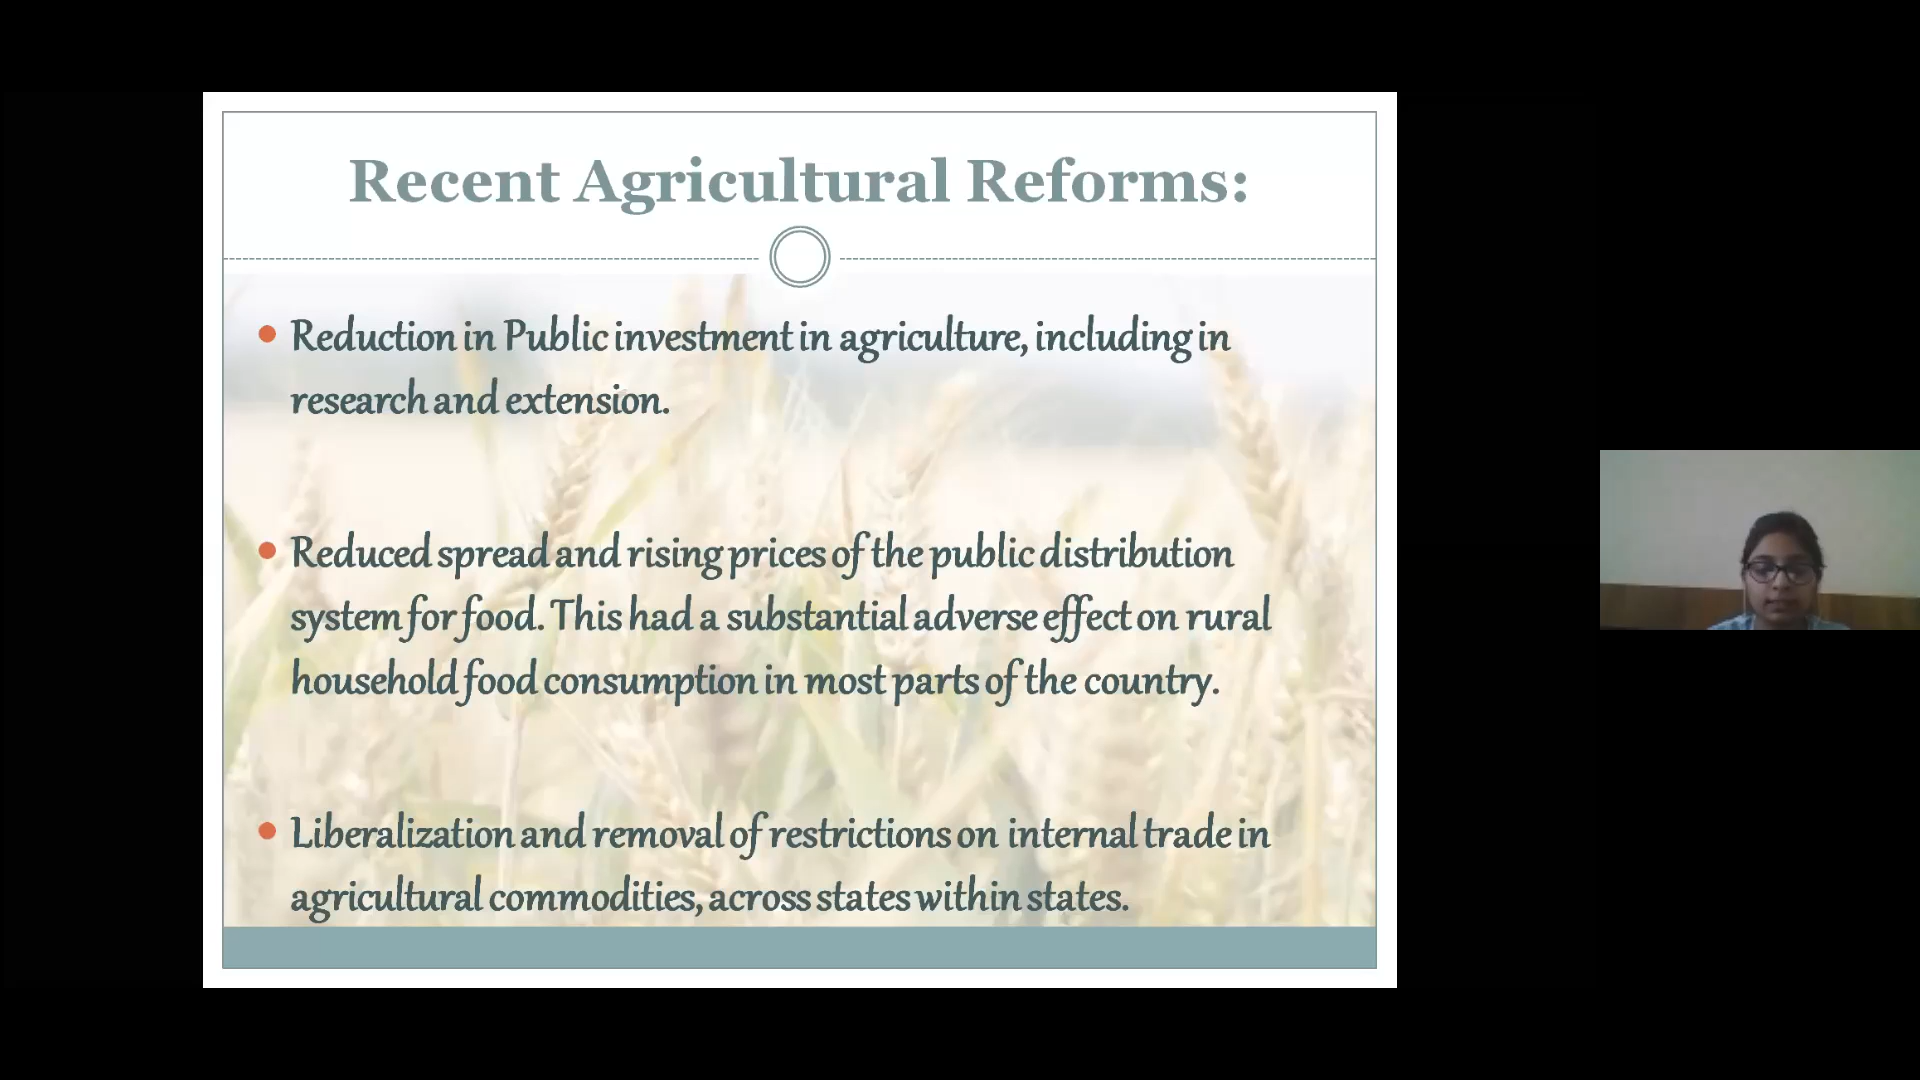 Recent Agricultural Reforms:
Reduction in Public investment in agriculture, including in
research and extension.
Reduced spread and rising prices of the public distribution
system for food. This had a substantial adverse effect on rural
household food consumption in most parts of the country.
Liberalization and removal of restrictions on internal trade in
agricultural commodities, across states within states.